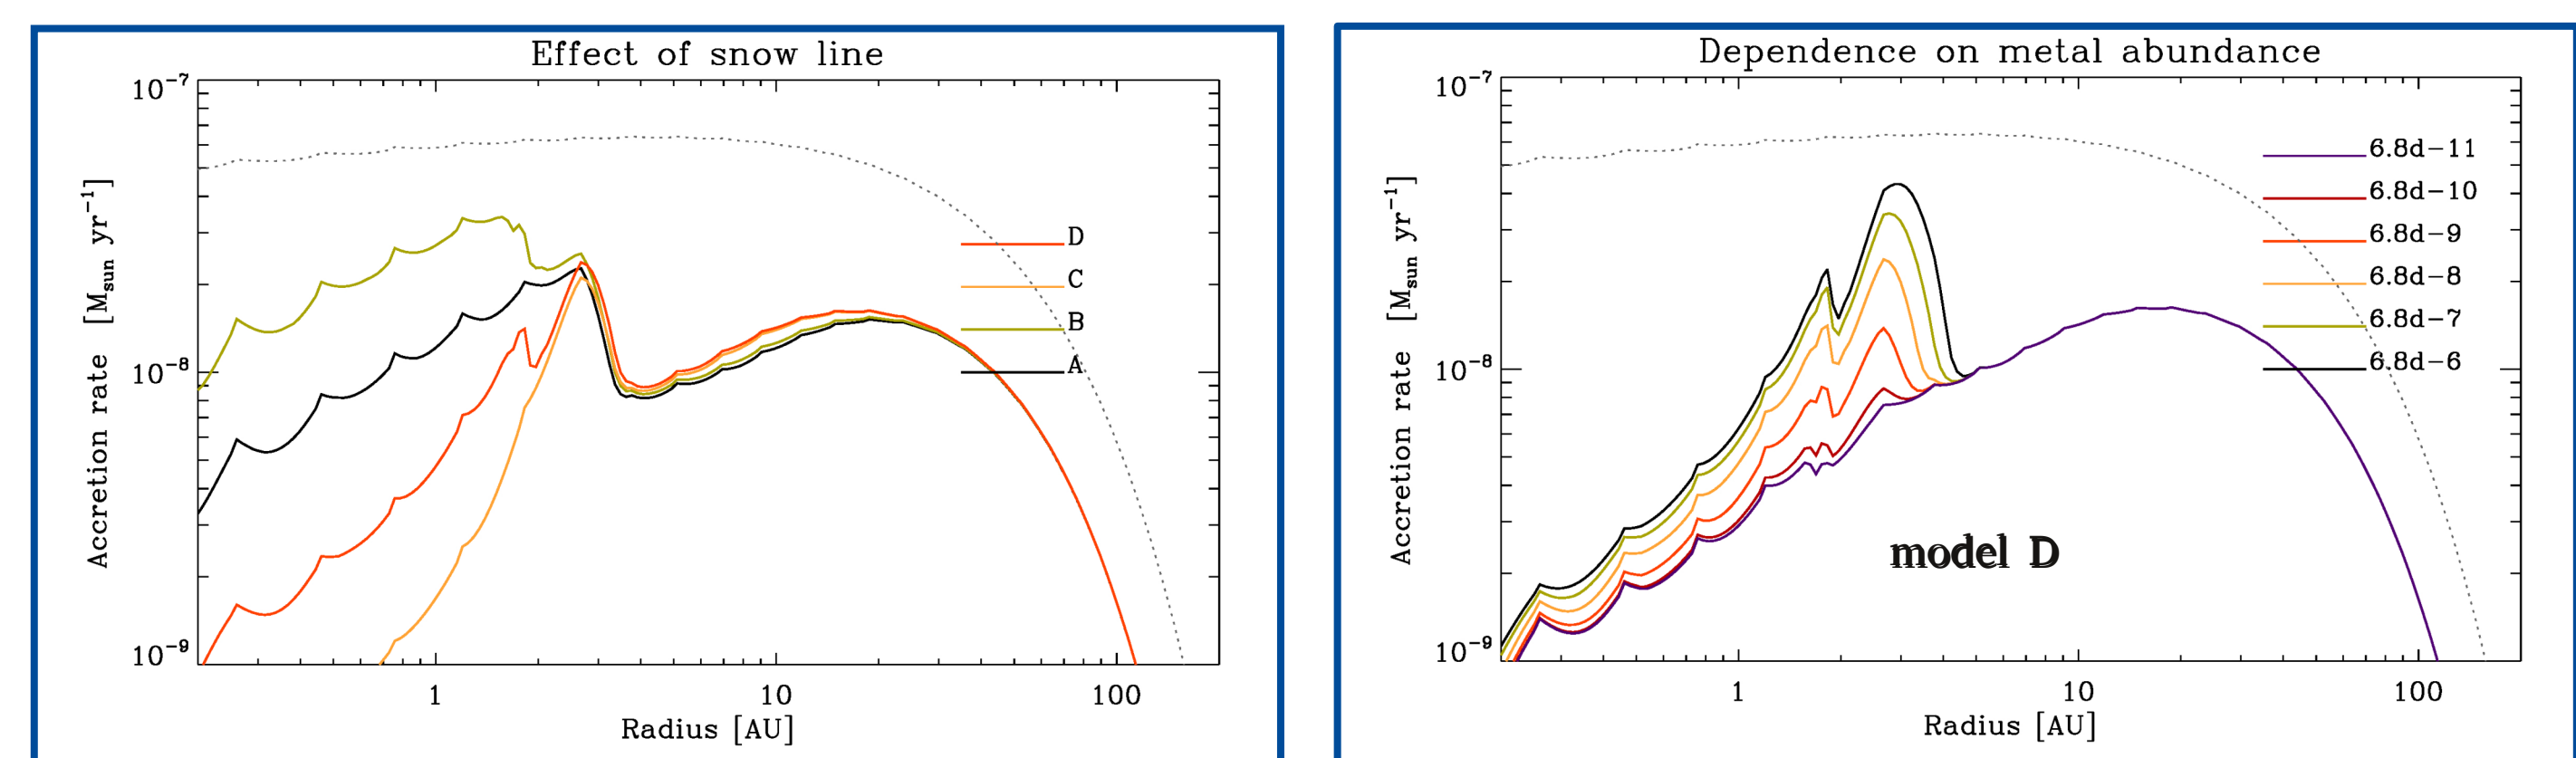 Effect of snow line
10⁻⁷
10⁻⁸
10⁻⁹
Accretion rate [Mₛᵤₙ yr⁻¹]
D
C
B
A
1 10 100
Radius [AU]
Dependence on metal abundance
10⁻⁷
10⁻⁸
10⁻⁹
Accretion rate [Mₛᵤₙ yr⁻¹]
6.8d-11
6.8d-10
6.8d-9
6.8d-8
6.8d-7
6.8d-6
model D
1 10 100
Radius [AU]